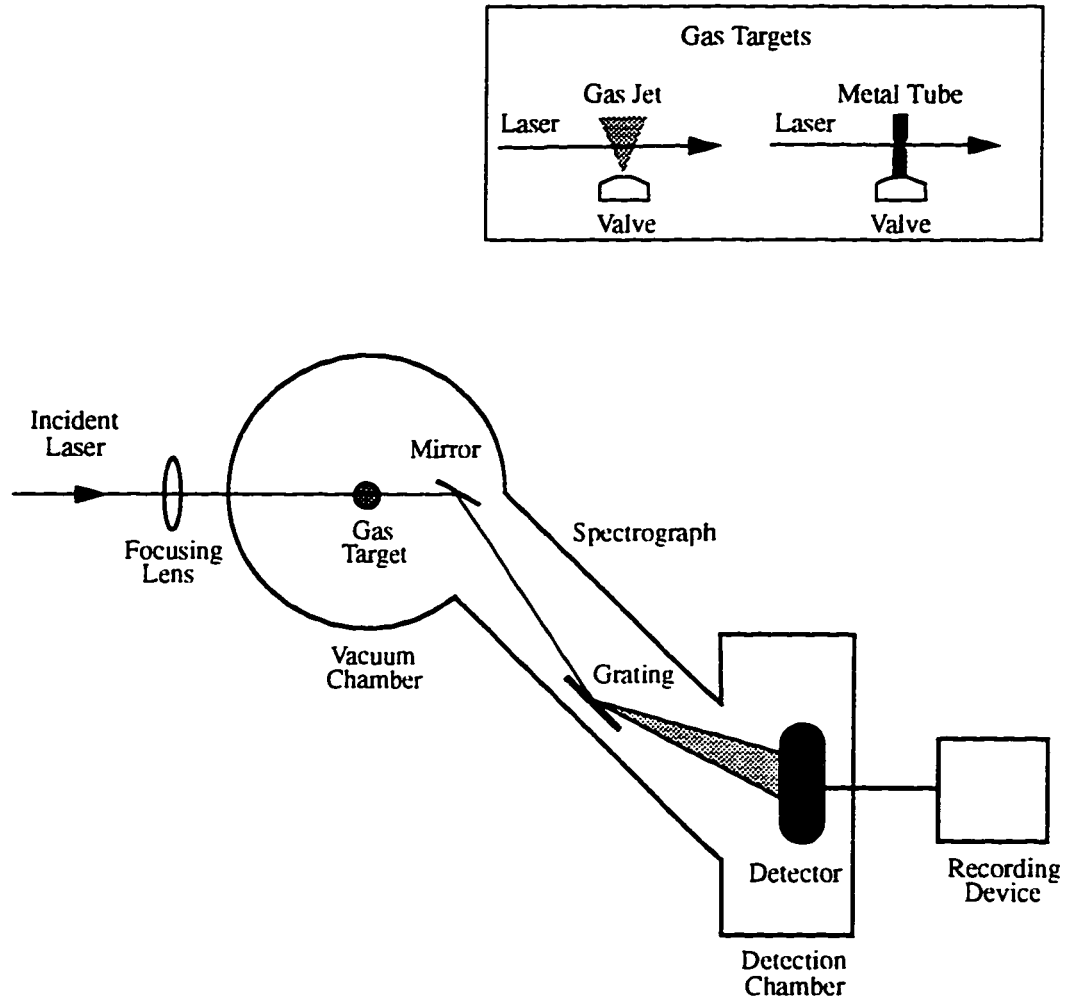 Gas Targets
Gas Jet
Metal Tube
Laser
Laser
Valve
Valve
Incident
Laser
Mirror
Focusing
Lens
Gas
Target
Spectrograph
Vacuum
Chamber
Grating
Detector
Recording
Device
Detection
Chamber